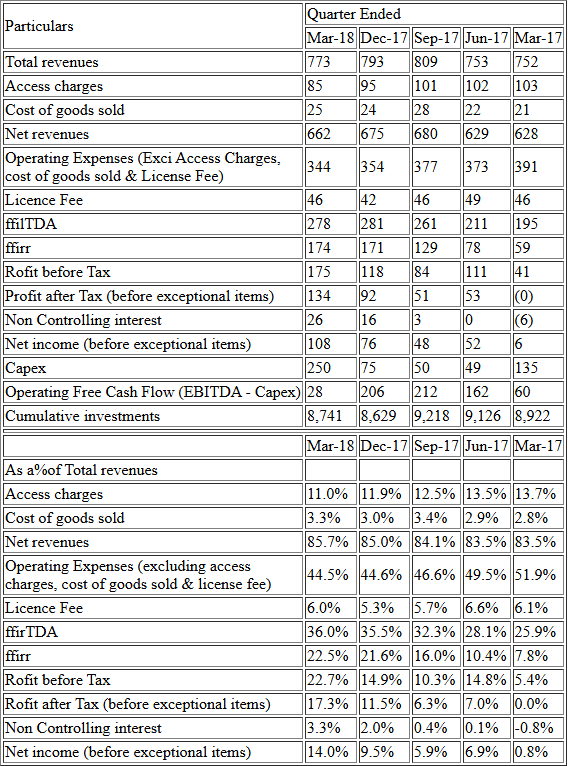 Particulars Quarter Ended
Mar-18 Dec-17 Sep-17 Jun-17 Mar-17
Total revenues 773 793 809 753 752
Access charges 85 95 101 102 103
Cost of goods sold 25 24 28 22 21
Net revenues 662 675 680 629 628
Operating Expenses (Exci Access Charges,
cost of goods sold & License Fee) 344 354 377 373 391
Licence Fee 46 42 46 49 46
ffilTDA 278 281 261 211 195
ffirr 174 171 129 78 59
Rofit before Tax 175 118 84 111 41
Profit after Tax (before exceptional items) 134 92 51 53 (0)
Non Controlling interest 26 16 3 0 (6)
Net income (before exceptional items) 108 76 48 52 6
Capex 250 75 50 49 135
Operating Free Cash Flow (EBITDA - Capex) 28 206 212 162 60
Cumulative investments 8,741 8,629 9,218 9,126 8,922
Mar-18 Dec-17 Sep-17 Jun-17 Mar-17
As a%of Total revenues
Access charges 11.0% 11.9% 12.5% 13.5% 13.7%
Cost of goods sold 3.3% 3.0% 3.4% 2.9% 2.8%
Net revenues 85.7% 85.0% 84.1% 83.5% 83.5%
Operating Expenses (excluding access
charges, cost of goods sold & license fee) 44.5% 44.6% 46.6% 49.5% 51.9%
Licence Fee 6.0% 5.3% 5.7% 6.6% 6.1%
ffirTDA 36.0% 35.5% 32.3% 28.1% 25.9%
ffirr 22.5% 21.6% 16.0% 10.4% 7.8%
Rofit before Tax 22.7% 14.9% 10.3% 14.8% 5.4%
Rofit after Tax (before exceptional items) 17.3% 11.5% 6.3% 7.0% 0.0%
Non Controlling interest 3.3% 2.0% 0.4% 0.1% -0.8%
Net income (before exceptional items) 14.0% 9.5% 5.9% 6.9% 0.8%